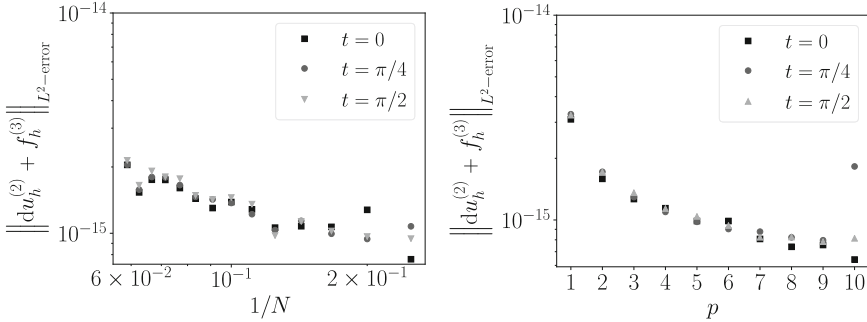 10^{-14}
t = 0
t = π/4
t = π/2
‖du_h^{(2)} + f_h^{(3)}‖_{L^2−error}
10^{-15}
6 × 10^{-2}
10^{-1}
2 × 10^{-1}
1/N
10^{-14}
t = 0
t = π/4
t = π/2
‖du_h^{(2)} + f_h^{(3)}‖_{L^2−error}
10^{-15}
1 2 3 4 5 6 7 8 9 10
p